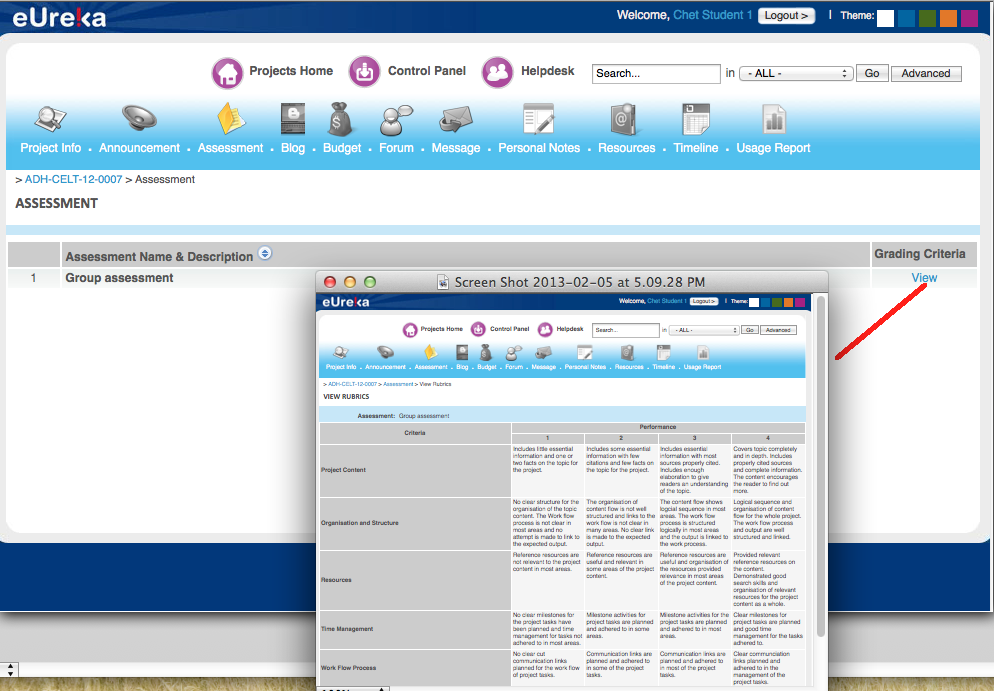 eUreka
Welcome, Chet Student 1 Logout > | Theme:
Projects Home Control Panel Helpdesk Search... in - ALL - Go Advanced
Project Info . Announcement . Assessment . Blog . Budget . Forum . Message . Personal Notes . Resources . Timeline . Usage Report
> ADH-CELT-12-0007 > Assessment
ASSESSMENT
Assessment Name & Description Grading Criteria
1 Group assessment View
Screen Shot 2013-02-05 at 5.09.28 PM
eUreka
Welcome, Chet Student 1 Logout > | Theme:
Projects Home Control Panel Helpdesk Search... in - ALL - Go Advanced
Project Info . Announcement . Assessment . Blog . Budget . Forum . Message . Personal Notes . Resources . Timeline . Usage Report
> ADH-CELT-12-0007 > Assessment > View Rubrics
VIEW RUBRICS
Assessment: Group assessment
Criteria
Performance
1 2 3 4
Project Content
Includes little essential
information and one or
two facts on the topic for
the project.
Includes some essential
information with few
citations and few facts on
the topic for the project.
Includes essential
information with most
sources properly cited.
Includes enough
elaboration to give
readers an understanding
of the topic.
Covers topic completely
and in depth. Includes
properly cited sources
and complete information.
The content encourages
the reader to find out
more.
Organisation and Structure
No clear structure for the
organisation of the topic
content. The Work flow
process is not clear in
most areas and no
attempt is made to link to
the expected output.
The organisation of
content flow is not well
structured and links to the
work flow is not clear in
many areas. No clear link
is made to the expected
output.
The content flow shows
logcial sequence in most
areas. The work flow
process is structured
logically in most areas
and the output is linked to
the work process.
Logical sequence and
organisation of content
flow for the whole project.
The work flow process
and output are well
structured and linked.
Resources
Reference resources are
not relevant to the project
content in most areas.
Reference resources are
useful and relevant in
some areas of the project
content.
Reference resources are
useful and organisation of
the resources provided
relevance in most areas
of the project content.
Provided relevant
reference resources on
the content.
Demonstrated good
search skills and
organisation of relevant
resources for the project
content as a whole.
Time Management
No clear milestones for
the project tasks have
been planned and time
management for tasks not
adhered to in most areas.
Milestone activities for
project tasks are planned
and adhered to in some
areas.
Milestone activities for the
project tasks are planned
and adhered to in most
areas.
Clear milestones for
project tasks are planned
and good time
management for the tasks
adhered to.
Work Flow Process
No clear cut
communication links
planned for the work flow
of project tasks.
Communication links are
planned and adhered to
in some of the project
tasks.
Communication links are
planned and adhered to
in most of the project
tasks.
Clear communciation
links planned and
adhered to in the
management of the
project tasks.